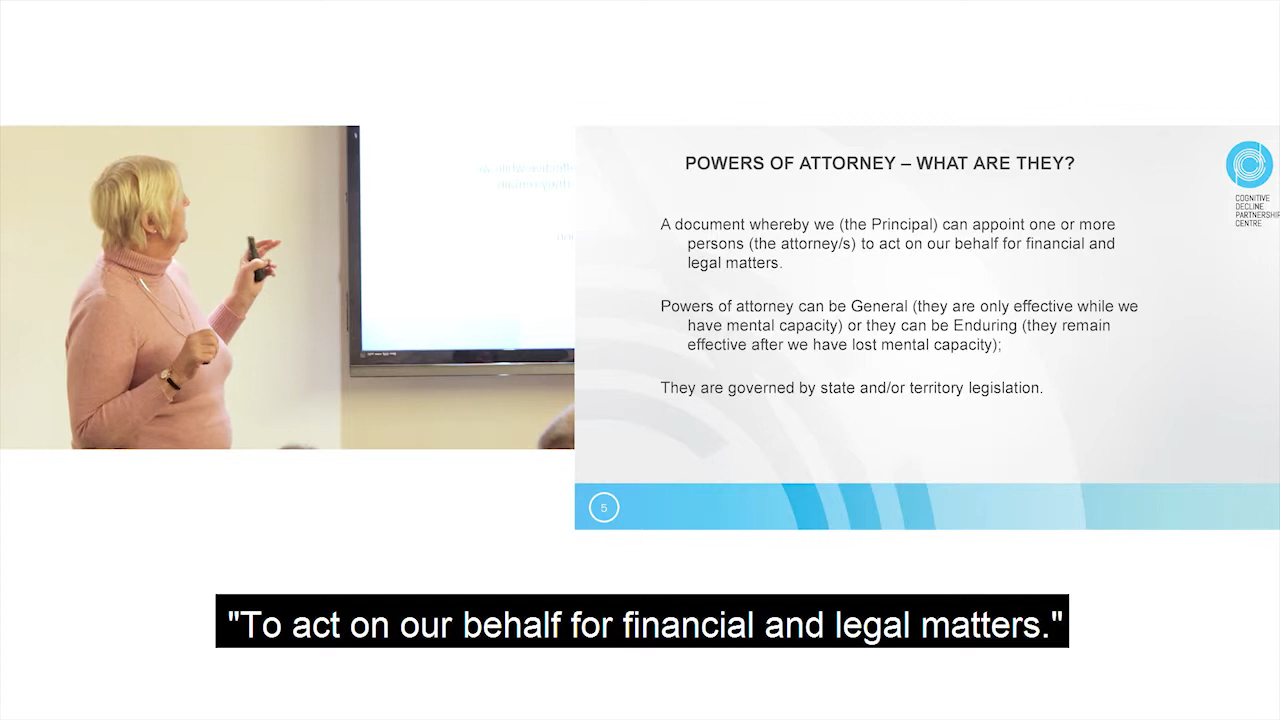 POWERS OF ATTORNEY – WHAT ARE THEY?
COGNITIVE
DECLINE
PARTNERSHIP
CENTRE
A document whereby we (the Principal) can appoint one or more
persons (the attorney/s) to act on our behalf for financial and
legal matters.
Powers of attorney can be General (they are only effective while we
have mental capacity) or they can be Enduring (they remain
effective after we have lost mental capacity);
They are governed by state and/or territory legislation.
5
"To act on our behalf for financial and legal matters."